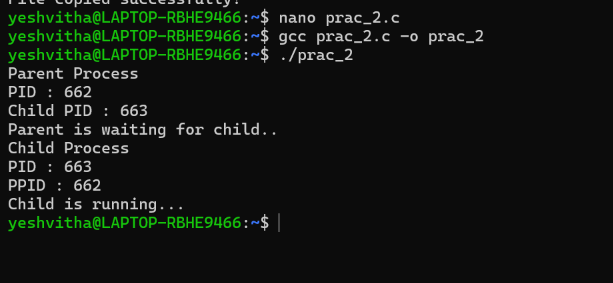 File copied successfully!
yeshvitha@LAPTOP-RBHE9466:~$ nano prac_2.c
yeshvitha@LAPTOP-RBHE9466:~$ gcc prac_2.c -o prac_2
yeshvitha@LAPTOP-RBHE9466:~$ ./prac_2
Parent Process
PID : 662
Child PID : 663
Parent is waiting for child..
Child Process
PID : 663
PPID : 662
Child is running...
yeshvitha@LAPTOP-RBHE9466:~$